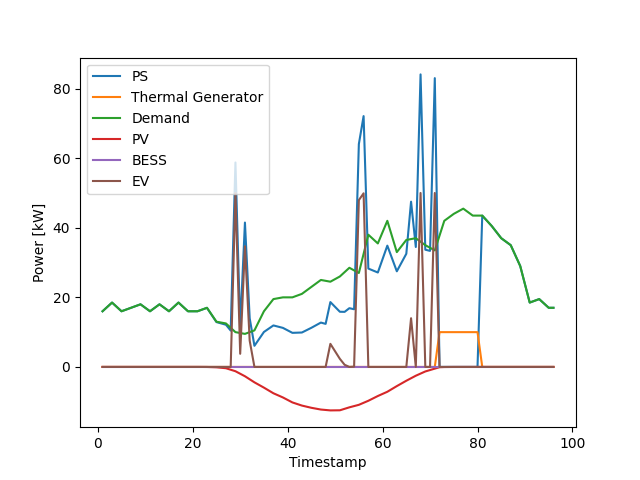 PS
Thermal Generator
Demand
PV
BESS
EV
Power [kW]
80
60
40
20
0
0 20 40 60 80 100
Timestamp